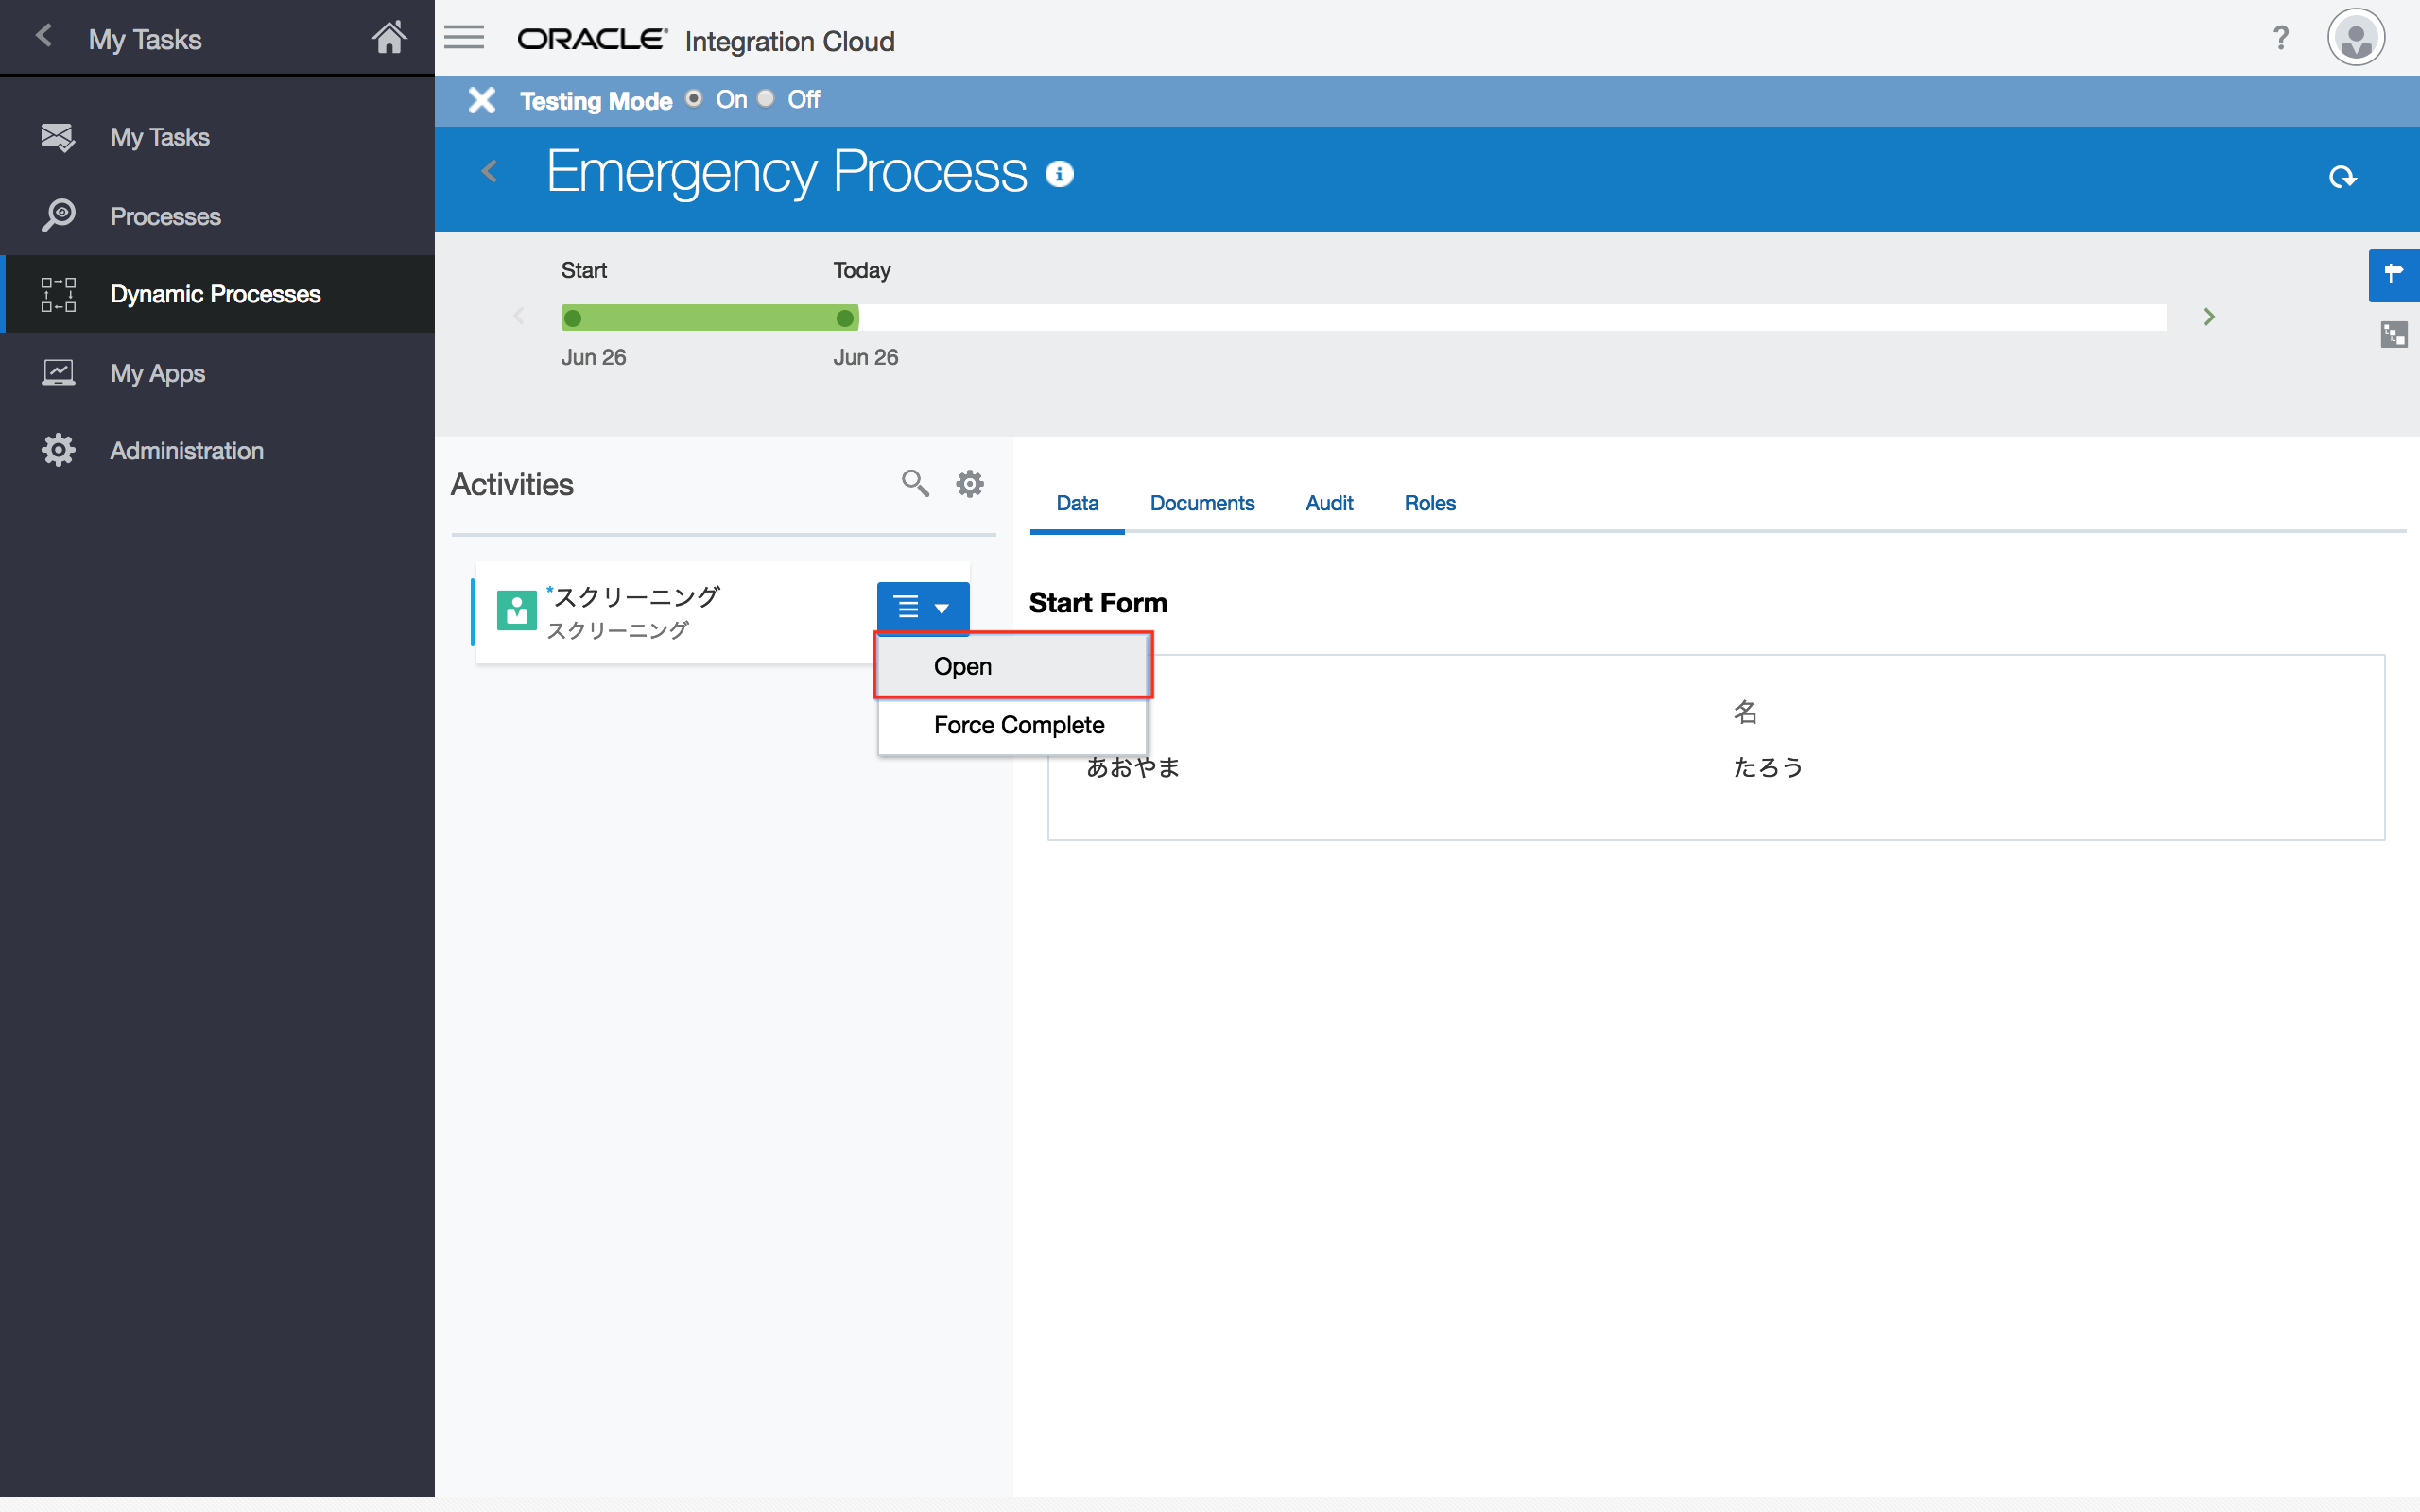 My Tasks
ORACLE Integration Cloud
?
Testing Mode On Off
My Tasks
Processes
Dynamic Processes
My Apps
Administration
Emergency Process
Start Today
Jun 26 Jun 26
Activities
Data Documents Audit Roles
*スクリーニング
スクリーニング
Open
Force Complete
Start Form
名
あおやま たろう